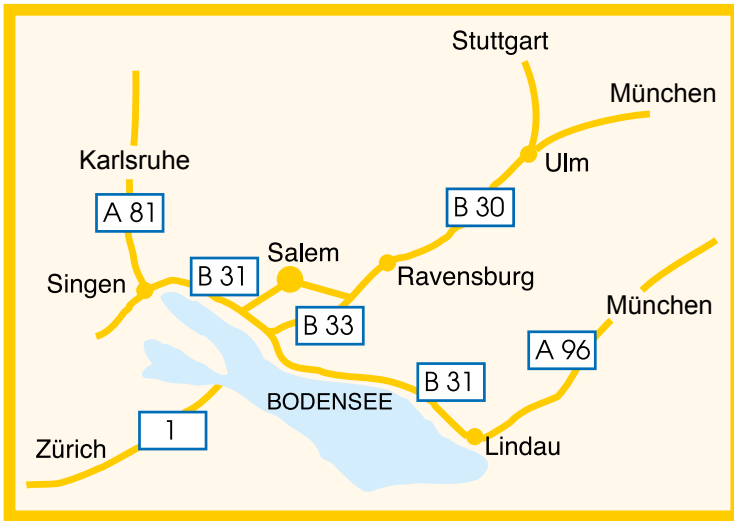 Stuttgart
München
Karlsruhe
Ulm
A 81
B 30
Salem
B 31
Singen
Ravensburg
München
B 33
A 96
B 31
BODENSEE
1
Zürich
Lindau